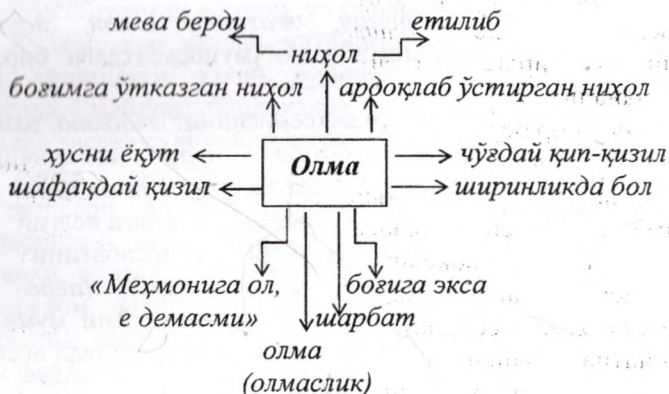 мева берди етилиб
ниҳол
боғимга ўтказган ниҳол ардоқлаб ўстирган ниҳол
хусни ёқут Олма чўғдай қип-қизил
шафақдай қизил ширинликда бол
«Меҳмонига ол, боғига экса
е демасми» шарбат
олма
(олмаслик)